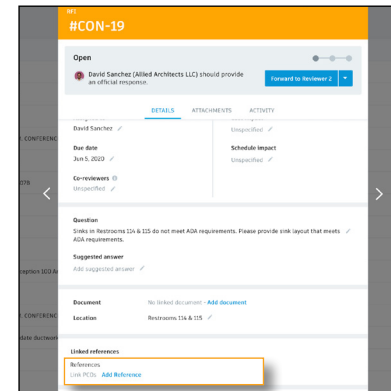 RFI
#CON-19
Open
David Sanchez (Allied Architects LLC) should provide
an official response.
Forward to Reviewer 2
DETAILS ATTACHMENTS ACTIVITY
David Sanchez
Unspecified
Due date
Jun 5, 2020
Schedule impact
Unspecified
Co-reviewers
Unspecified
Question
Sinks in Restrooms 114 & 115 do not meet ADA requirements. Please provide sink layout that meets
ADA requirements.
Suggested answer
Add suggested answer
Document No linked document - Add document
Location Restrooms 114 & 115
Linked references
References
Link PCOs Add Reference